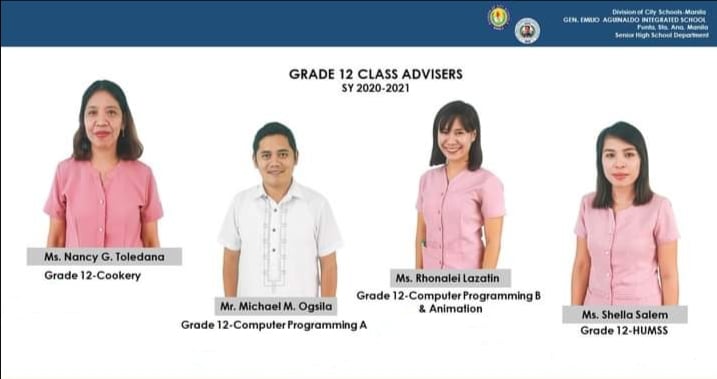 Division of City Schools-Manila
GEN. EMILIO AGUINALDO INTEGRATED SCHOOL
Punta, Sta. Ana, Manila
Senior High School Department
GRADE 12 CLASS ADVISERS
SY 2020-2021
Ms. Nancy G. Toledana
Grade 12-Cookery
Mr. Michael M. Ogsila
Grade 12-Computer Programming A
Ms. Rhonalei Lazatin
Grade 12-Computer Programming B
& Animation
Ms. Shella Salem
Grade 12-HUMSS